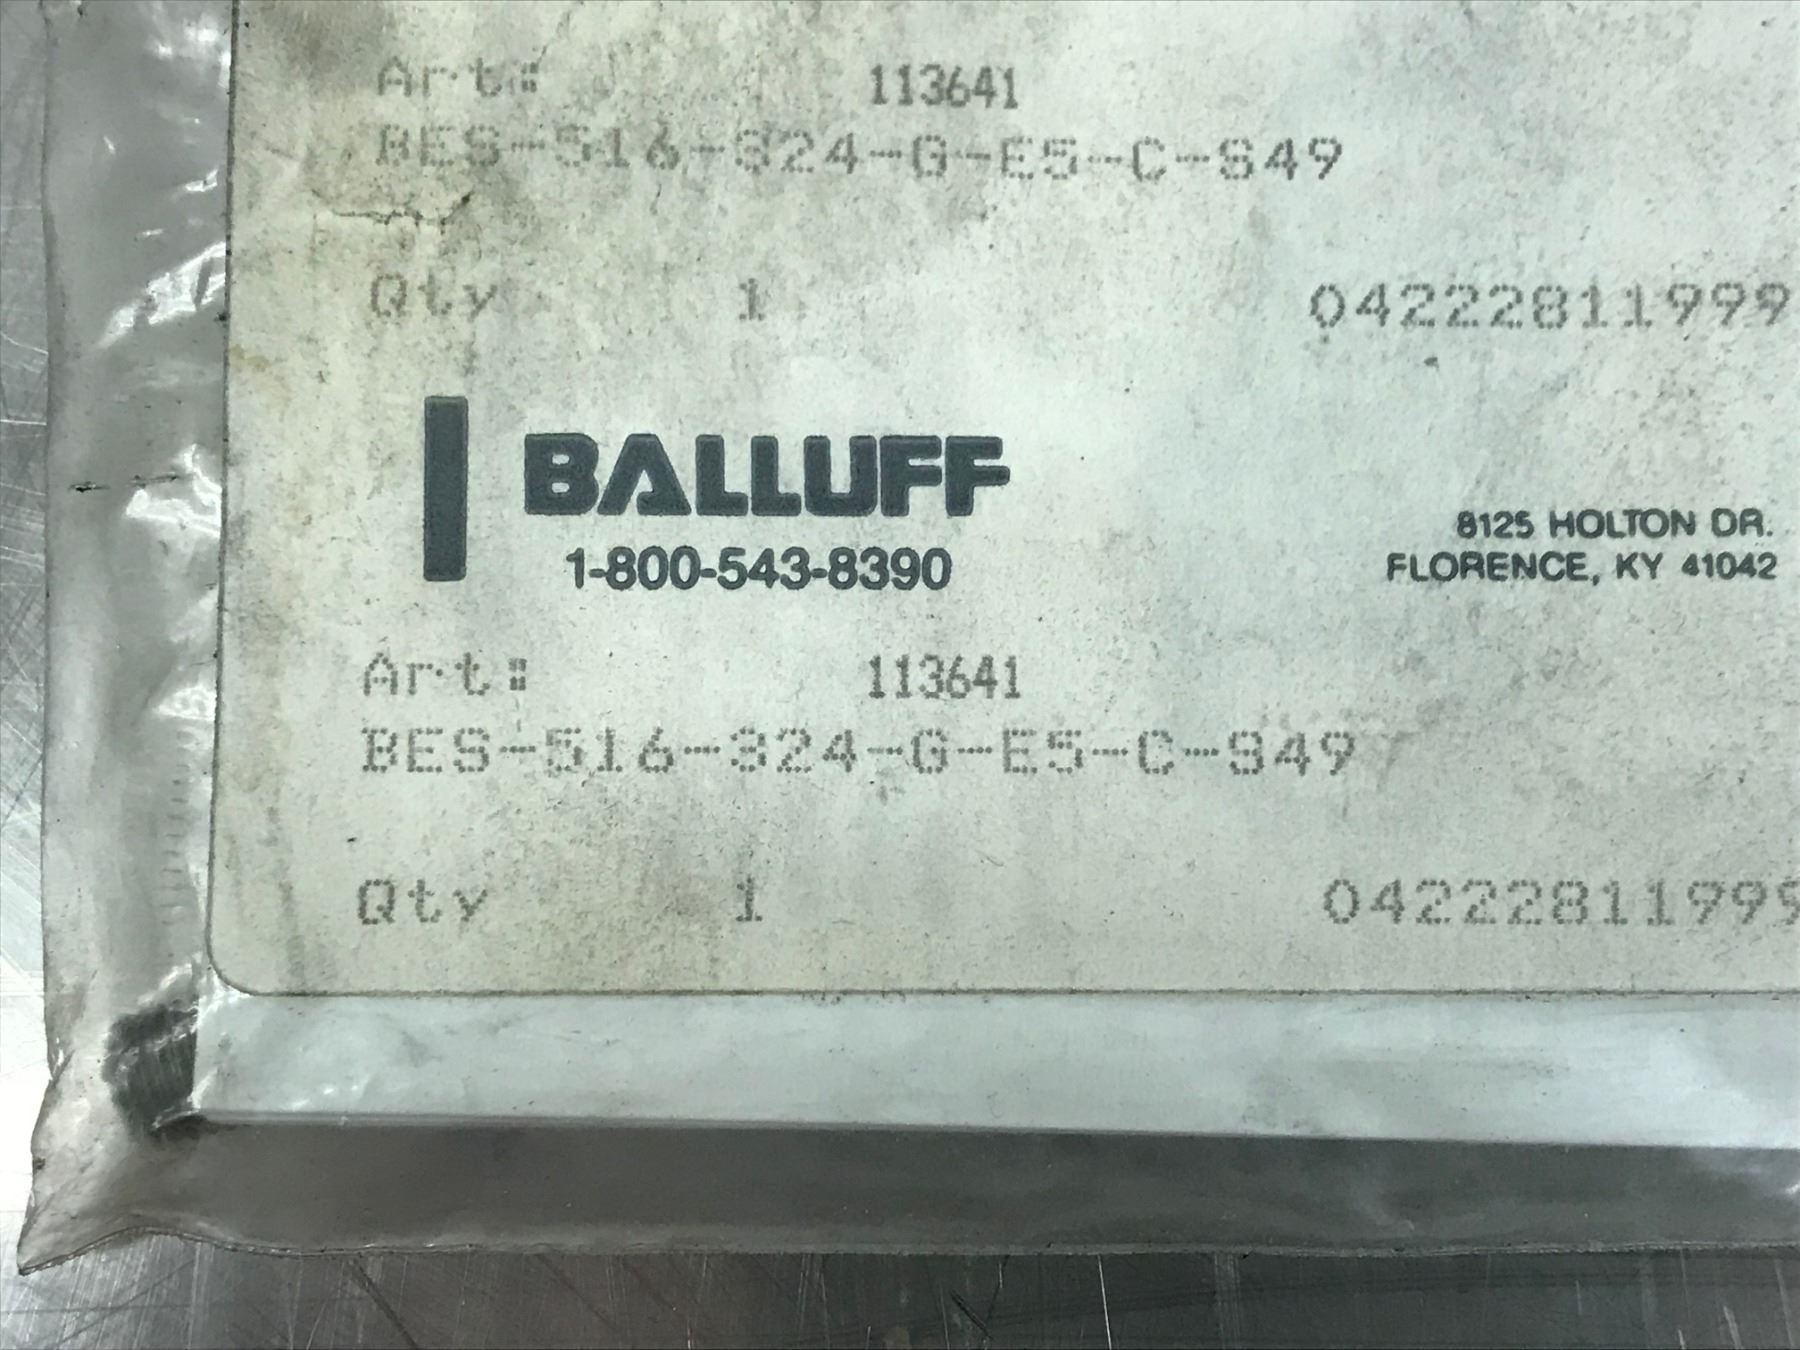 Art: 113641
BES-516-324-G-E5-C-S49
Qty 1 04222811999
BALLUFF
1-800-543-8390
8125 HOLTON DR.
FLORENCE, KY 41042
Art: 113641
BES-516-324-G-E5-C-S49
Qty 1 04222811999